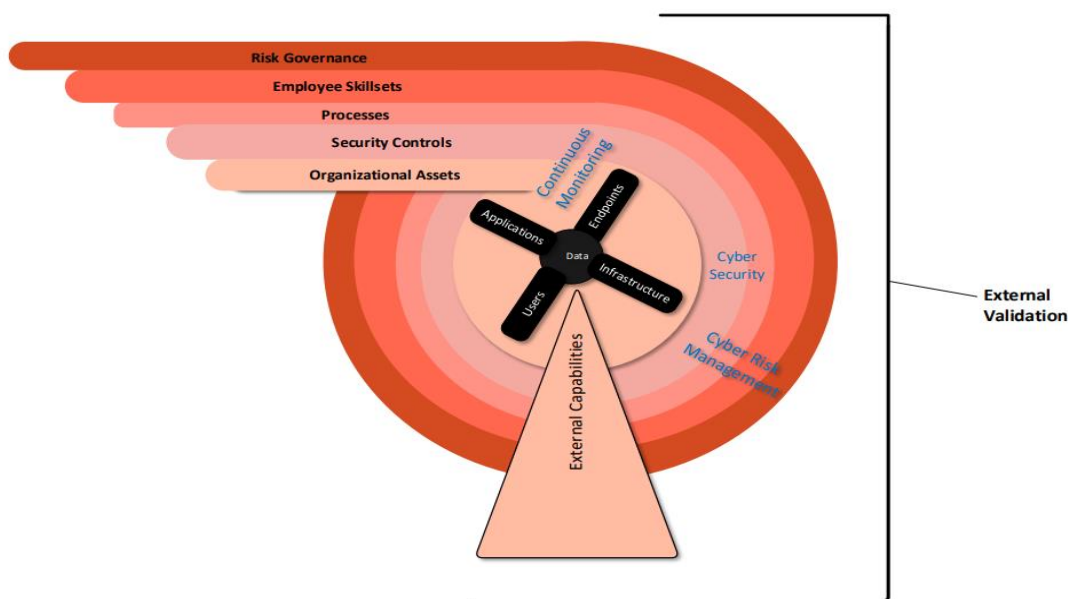 Risk Governance
Employee Skillsets
Processes
Security Controls
Organizational Assets
Continuous
Monitoring
Endpoints
Applications
Data
Infrastructure
Users
Cyber
Security
Cyber Risk
Management
External Capabilities
External
Validation